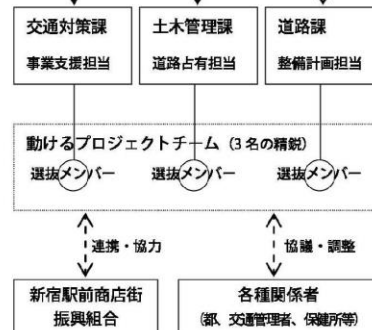 交通対策課
事業支援担当
土木管理課
道路占有担当
道路課
整備計画担当
動けるプロジェクトチーム（3名の精鋭）
選抜メンバー
選抜メンバー
選抜メンバー
連携・協力
協議・調整
新宿駅前商店街
振興組合
各種関係者
（都、交通管理者、保健所等）